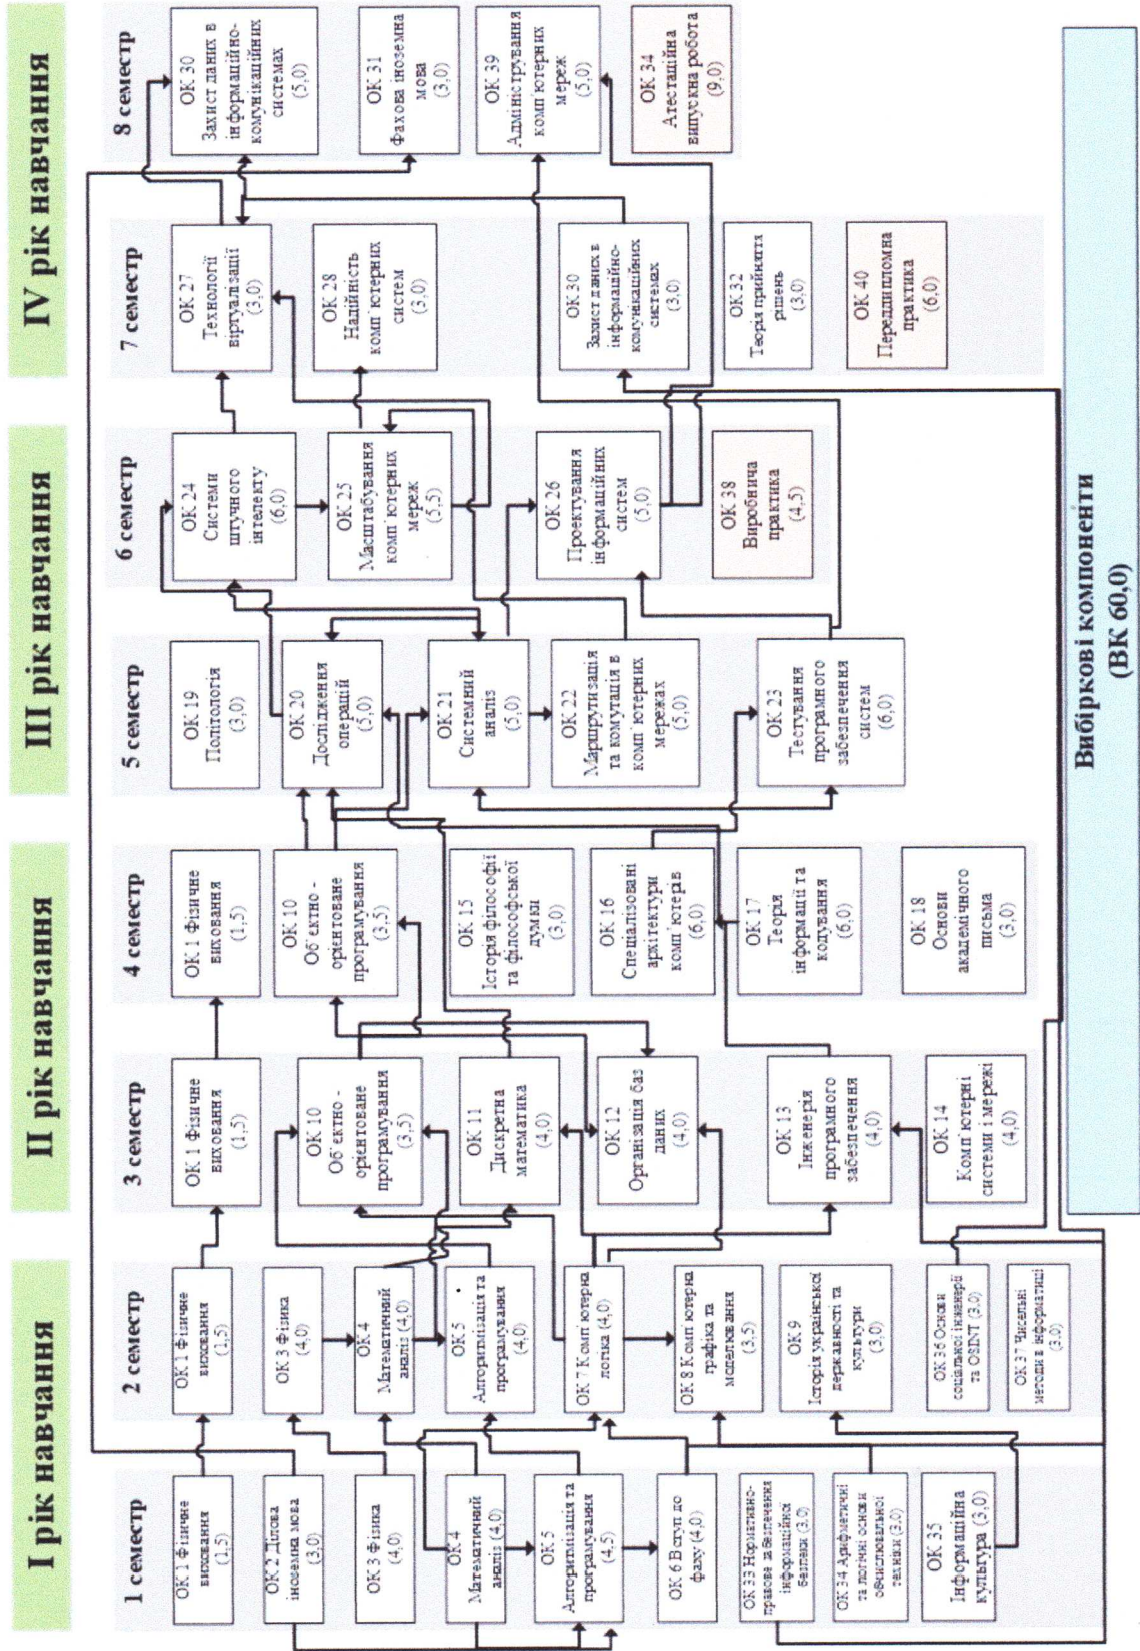 I рік навчання
II рік навчання
III рік навчання
IV рік навчання
1 семестр
ОК 1 Фізичне
виховання
(1,5)
ОК 2 Ділова
іноземна мова
(3,0)
ОК 3 Фізика
(4,0)
ОК 4
Математичний
аналіз (4,0)
ОК 5
Алгоритмізація та
програмування
(4,5)
ОК 6 Вступ до
фаху (4,0)
ОК 33 Нормативно-
правове забезпечення
інформаційної
безпеки (3,0)
ОК 34 Арифметичні
та логічні основи
обчислювальної
техніки (3,0)
ОК 35
Інформаційна
культура (3,0)
2 семестр
ОК 1 Фізичне
виховання
(1,5)
ОК 3 Фізика
(4,0)
ОК 4
Математичний
аналіз (4,0)
ОК 5
Алгоритмізація та
програмування
(4,0)
ОК 7 Комп'ютерна
логіка (4,0)
ОК 8 Комп'ютерна
графіка та
моделювання
(3,5)
ОК 9
Історія української
державності та
культури
(3,0)
ОК 36 Основи
соціальної інженерії
та OSINT (3,0)
ОК 37 Чисельні
методи в інформатиці
(3,0)
3 семестр
ОК 1 Фізичне
виховання
(1,5)
ОК 10
Об'єктно -
орієнтоване
програмування
(3,5)
ОК 11
Дискретна
математика
(4,0)
ОК 12
Організація баз
даних
(4,0)
ОК 13
Інженерія
програмного
забезпечення
(4,0)
ОК 14
Комп'ютерні
системи і мережі
(4,0)
4 семестр
ОК 1 Фізичне
виховання
(1,5)
ОК 10
Об'єктно -
орієнтоване
програмування
(3,5)
ОК 15
Історія філософії
та філософської
думки
(3,0)
ОК 16
Спеціалізовані
архітектури
комп'ютерів
(6,0)
ОК 17
Теорія
інформації та
кодування
(6,0)
ОК 18
Основи
академічного
письма
(3,0)
5 семестр
ОК 19
Політологія
(3,0)
ОК 20
Дослідження
операцій
(5,0)
ОК 21
Системний
аналіз
(5,0)
ОК 22
Маршрутизація
та комутація в
комп'ютерних
мережах
(5,0)
ОК 23
Тестування
програмного
забезпечення
систем
(6,0)
6 семестр
ОК 24
Системи
штучного
інтелекту
(6,0)
ОК 25
Масштабування
комп'ютерних
мереж
(5,5)
ОК 26
Проектування
інформаційних
систем
(5,0)
ОК 38
Виробнича
практика
(4,5)
7 семестр
ОК 27
Технології
віртуалізації
(3,0)
ОК 28
Надійність
комп'ютерних
систем
(3,0)
ОК 30
Захист даних в
інформаційно-
комунікаційних
системах
(3,0)
ОК 32
Теорія прийняття
рішень
(3,0)
ОК 40
Переддипломна
практика
(6,0)
8 семестр
ОК 30
Захист даних в
інформаційно-
комунікаційних
системах
(5,0)
ОК 31
Фахова іноземна
мова
(3,0)
ОК 39
Адміністрування
комп'ютерних
мереж
(5,0)
ОК 34
Атестаційна
випускна робота
(9,0)
Вибіркові компоненти
(ВК 60,0)